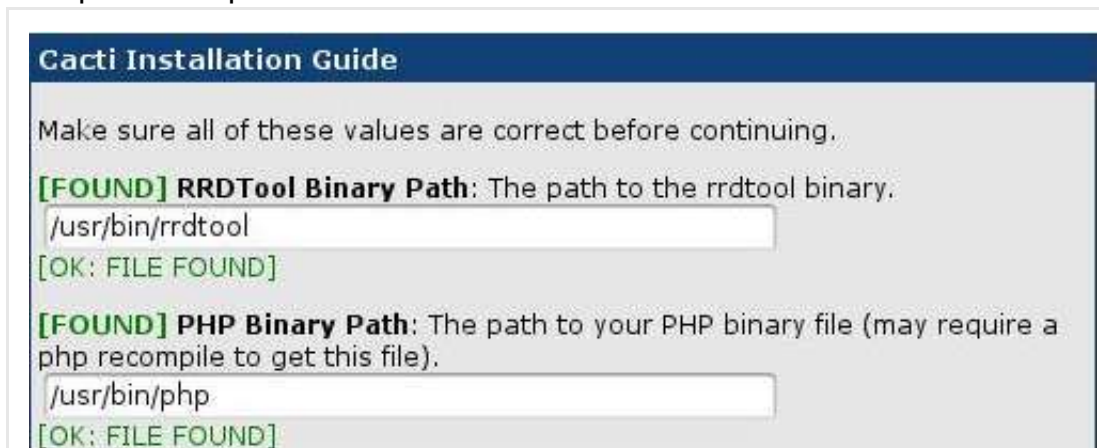 Cacti Installation Guide
Make sure all of these values are correct before continuing.
[FOUND] RRDTool Binary Path: The path to the rrdtool binary.
/usr/bin/rrdtool
[OK: FILE FOUND]
[FOUND] PHP Binary Path: The path to your PHP binary file (may require a
php recompile to get this file).
/usr/bin/php
[OK: FILE FOUND]